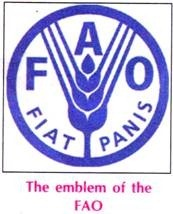 F A O
FIAT PANIS
The emblem of the
FAO